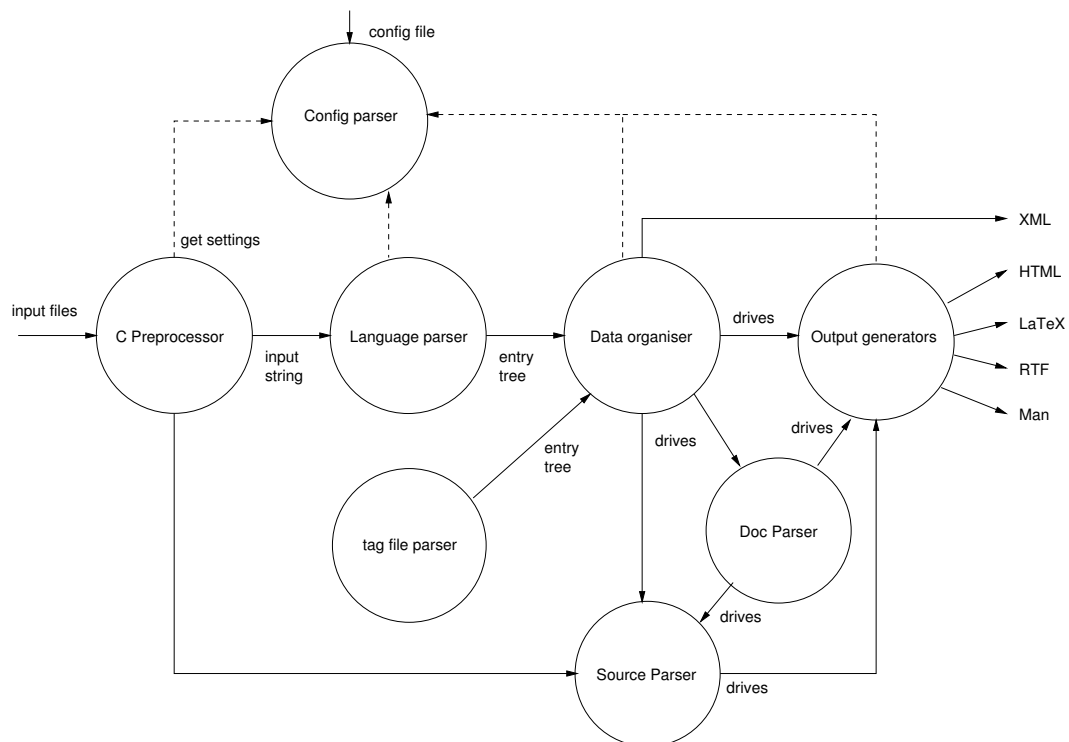 config file
Config parser
get settings
XML
input files
C Preprocessor
input
string
Language parser
entry
tree
Data organiser
drives
Output generators
HTML
LaTeX
RTF
Man
entry
tree
drives
drives
tag file parser
Doc Parser
drives
Source Parser
drives